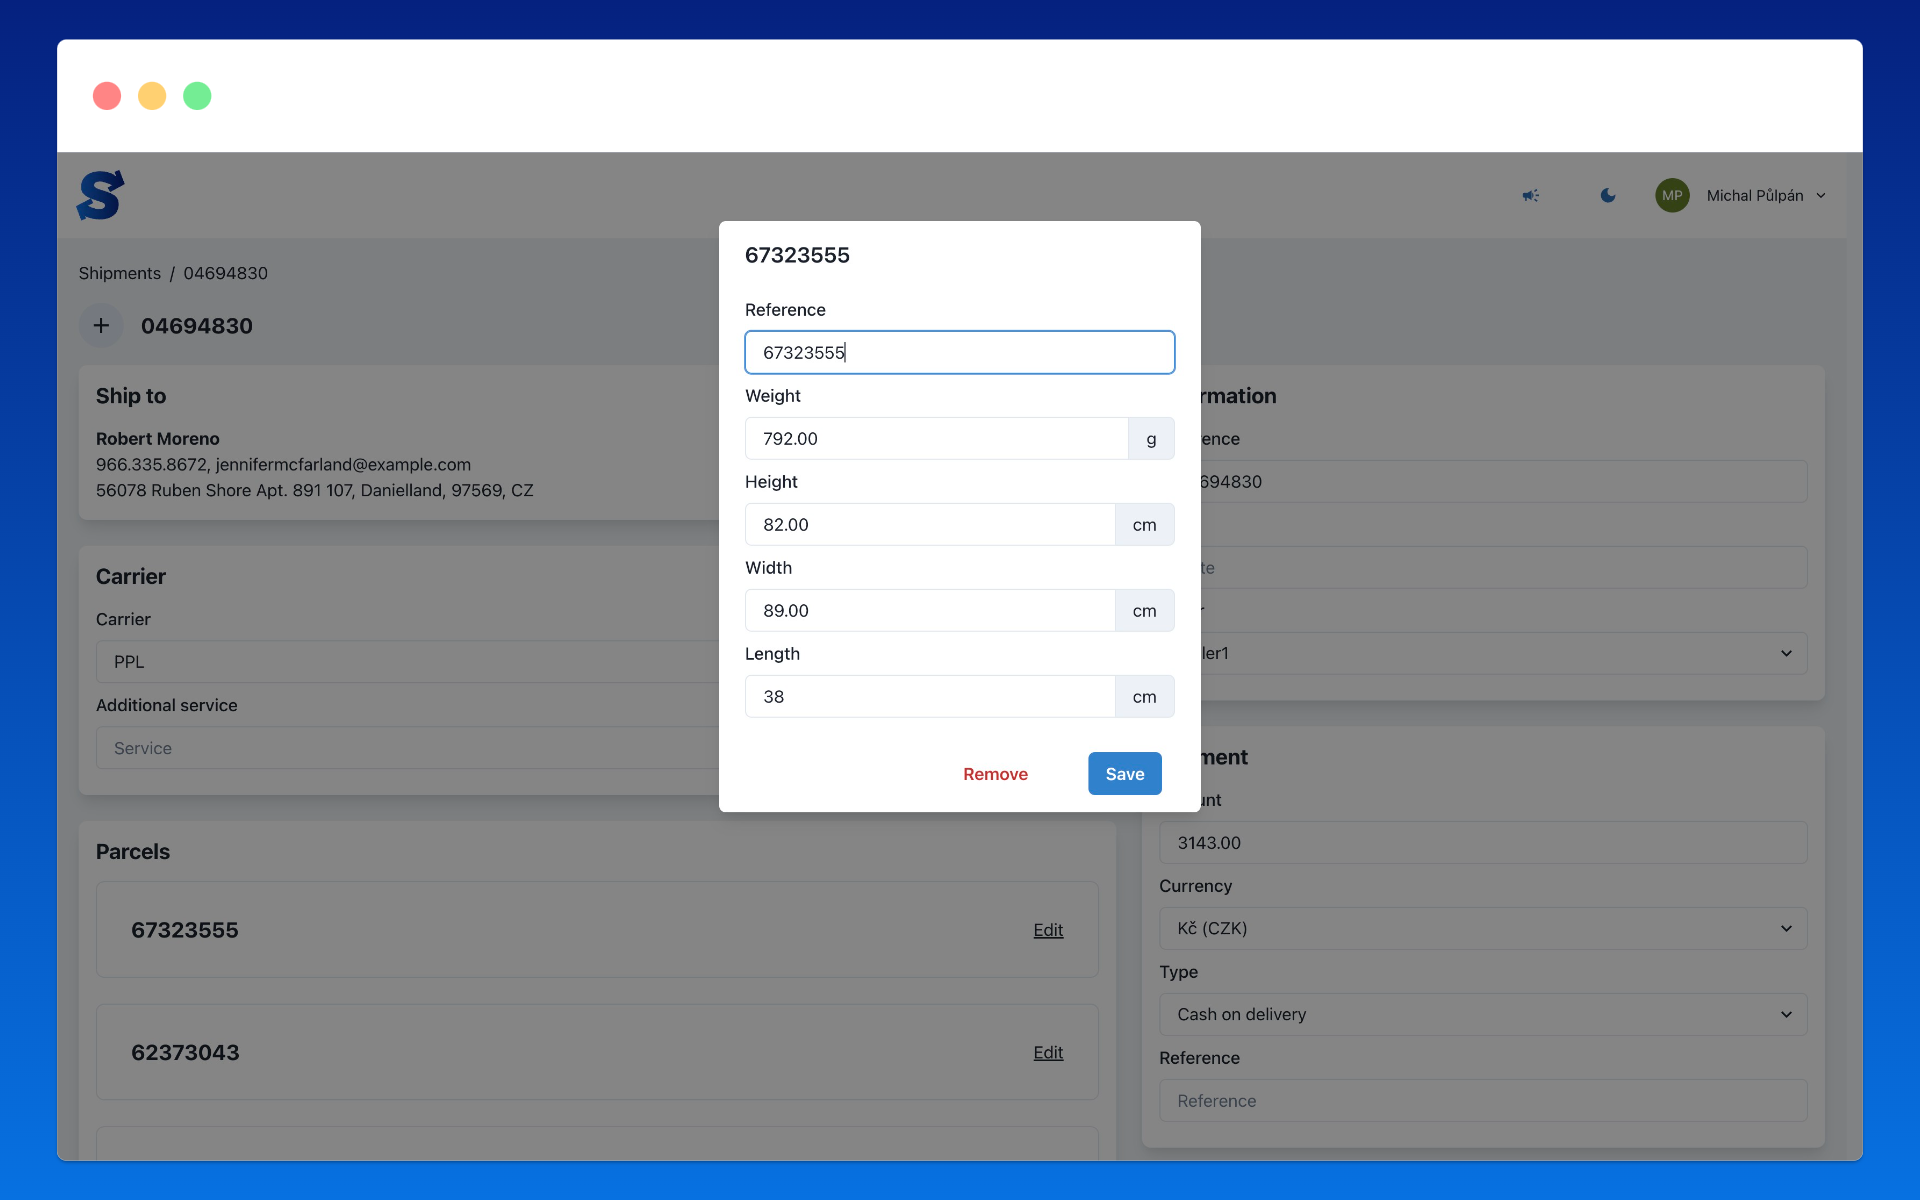 MP
Michal Půlpán
Shipments / 04694830
04694830
Ship to
Robert Moreno
966.335.8672, jennifermcfarland@example.com
56078 Ruben Shore Apt. 891 107, Danielland, 97569, CZ
Carrier
Carrier
PPL
Additional service
Service
Parcels
67323555
Edit
62373043
Edit
67323555
Reference
67323555
Weight
792.00
g
Height
82.00
cm
Width
89.00
cm
Length
38
cm
Remove
Save
rmation
ence
694830
te
r
ler1
ment
unt
3143.00
Currency
Kč (CZK)
Type
Cash on delivery
Reference
Reference